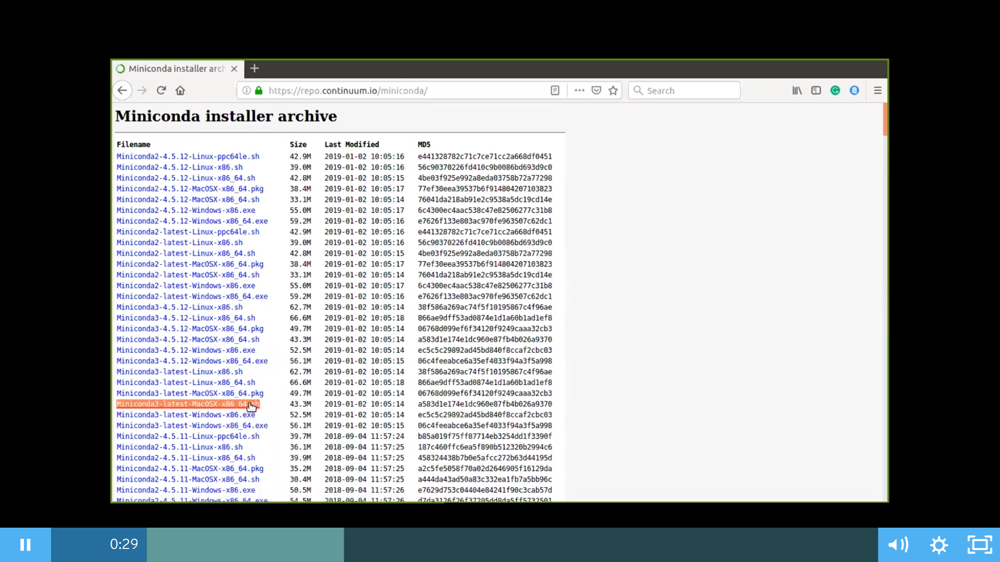 Miniconda installer arch
https://repo.continuum.io/miniconda/
Search
Miniconda installer archive
Filename Size Last Modified MD5
Miniconda2-4.5.12-Linux-ppc64le.sh 42.9M 2019-01-02 10:05:16 e441328782c71c7ce71cc2a668df0451
Miniconda2-4.5.12-Linux-x86.sh 39.0M 2019-01-02 10:05:16 56c90370226fd410c9b0086bd693d9c0
Miniconda2-4.5.12-Linux-x86_64.sh 42.8M 2019-01-02 10:05:15 4be03f925e992a8eda03758b72a77298
Miniconda2-4.5.12-MacOSX-x86_64.pkg 38.4M 2019-01-02 10:05:17 77ef30eea39537b6f914804207103823
Miniconda2-4.5.12-MacOSX-x86_64.sh 33.1M 2019-01-02 10:05:14 76041da218ab91e2c9538a5dc19cd14e
Miniconda2-4.5.12-Windows-x86.exe 55.0M 2019-01-02 10:05:17 6c4300ec4aac538c47e82506277c31b8
Miniconda2-4.5.12-Windows-x86_64.exe 59.2M 2019-01-02 10:05:16 e7626f133e803ac970fe963507c62dc1
Miniconda2-latest-Linux-ppc64le.sh 42.9M 2019-01-02 10:05:16 e441328782c71c7ce71cc2a668df0451
Miniconda2-latest-Linux-x86.sh 39.0M 2019-01-02 10:05:16 56c90370226fd410c9b0086bd693d9c0
Miniconda2-latest-Linux-x86_64.sh 42.8M 2019-01-02 10:05:15 4be03f925e992a8eda03758b72a77298
Miniconda2-latest-MacOSX-x86_64.pkg 38.4M 2019-01-02 10:05:17 77ef30eea39537b6f914804207103823
Miniconda2-latest-MacOSX-x86_64.sh 33.1M 2019-01-02 10:05:14 76041da218ab91e2c9538a5dc19cd14e
Miniconda2-latest-Windows-x86.exe 55.0M 2019-01-02 10:05:17 6c4300ec4aac538c47e82506277c31b8
Miniconda2-latest-Windows-x86_64.exe 59.2M 2019-01-02 10:05:16 e7626f133e803ac970fe963507c62dc1
Miniconda3-4.5.12-Linux-x86.sh 62.7M 2019-01-02 10:05:14 38f586a269ac74f5f10195867c4f96ae
Miniconda3-4.5.12-Linux-x86_64.sh 66.6M 2019-01-02 10:05:18 866ae9dff53ad0874e1d1a60b1ad1ef8
Miniconda3-4.5.12-MacOSX-x86_64.pkg 49.7M 2019-01-02 10:05:14 06768d099ef6f34120f9249caaa32cb3
Miniconda3-4.5.12-MacOSX-x86_64.sh 43.3M 2019-01-02 10:05:14 a583d1e174e1dc960e87fb4b026a9370
Miniconda3-4.5.12-Windows-x86.exe 52.5M 2019-01-02 10:05:14 ec5c5c29892ad45bd840f8ccaf2cbc03
Miniconda3-4.5.12-Windows-x86_64.exe 56.1M 2019-01-02 10:05:15 06c4feeabce6a35ef4033f94a3f5a998
Miniconda3-latest-Linux-x86.sh 62.7M 2019-01-02 10:05:14 38f586a269ac74f5f10195867c4f96ae
Miniconda3-latest-Linux-x86_64.sh 66.6M 2019-01-02 10:05:18 866ae9dff53ad0874e1d1a60b1ad1ef8
Miniconda3-latest-MacOSX-x86_64.pkg 49.7M 2019-01-02 10:05:14 06768d099ef6f34120f9249caaa32cb3
Miniconda3-latest-MacOSX-x86_64.sh 43.3M 2019-01-02 10:05:14 a583d1e174e1dc960e87fb4b026a9370
Miniconda3-latest-Windows-x86.exe 52.5M 2019-01-02 10:05:14 ec5c5c29892ad45bd840f8ccaf2cbc03
Miniconda3-latest-Windows-x86_64.exe 56.1M 2019-01-02 10:05:15 06c4feeabce6a35ef4033f94a3f5a998
Miniconda2-4.5.11-Linux-ppc64le.sh 39.7M 2018-09-04 11:57:24 b85a019f75ff87714eb3254dd1f3390f
Miniconda2-4.5.11-Linux-x86.sh 36.1M 2018-09-04 11:57:25 187c460ffc6ea5f890b512320b2994c6
Miniconda2-4.5.11-Linux-x86_64.sh 39.9M 2018-09-04 11:57:25 458324438b7b0e5afcc272b63d44195d
Miniconda2-4.5.11-MacOSX-x86_64.pkg 35.2M 2018-09-04 11:57:25 a2c5fe5058f70a02d2646905f16129da
Miniconda2-4.5.11-MacOSX-x86_64.sh 30.4M 2018-09-04 11:57:25 a444da43ad50a83c332ea1fb7a5bb96c
Miniconda2-4.5.11-Windows-x86.exe 50.5M 2018-09-04 11:57:26 e7629d753c04404e84241f90c3cab57d
Miniconda2-4.5.11-Windows-x86_64.exe 54.5M 2018-09-04 11:57:26 d7da3126f26f37205dd8da5ff5732501
0:29